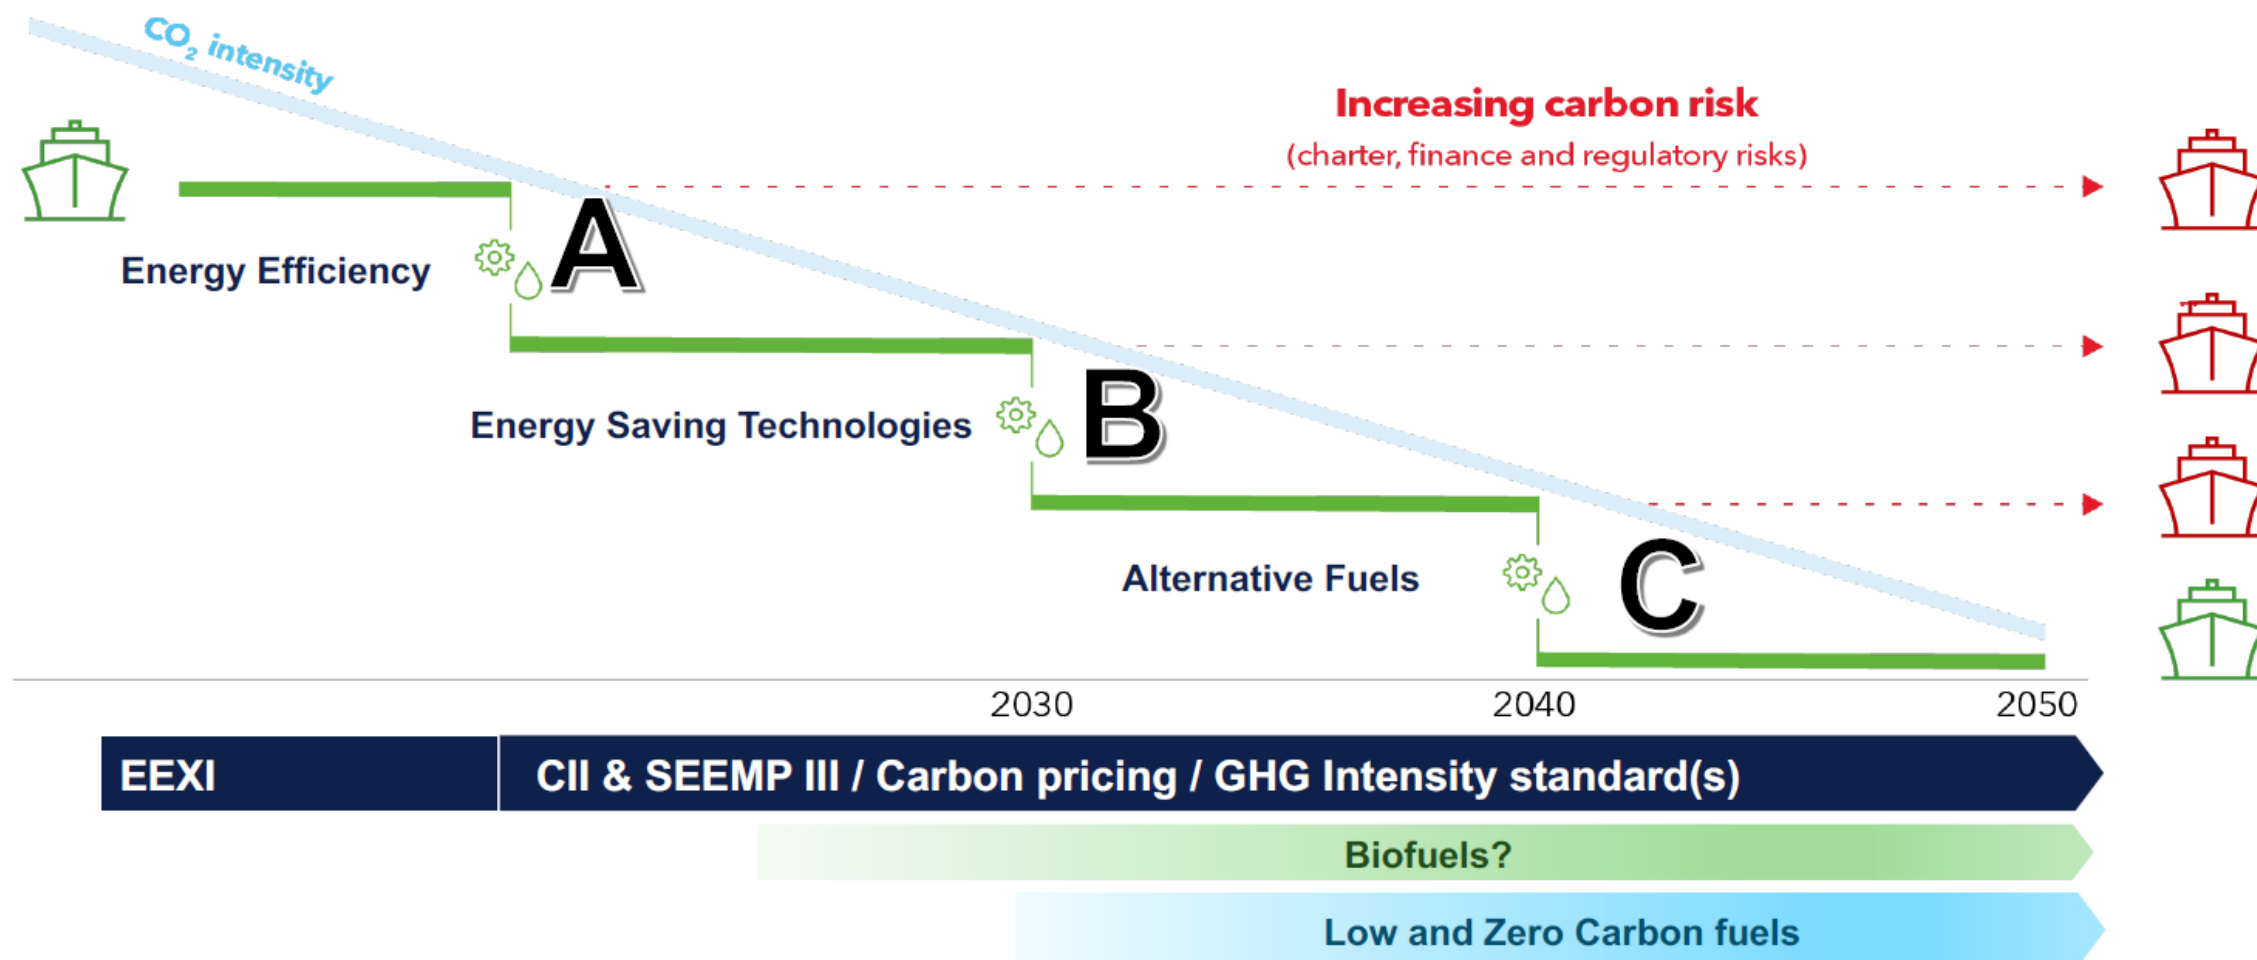 CO2 intensity
Increasing carbon risk
(charter, finance and regulatory risks)
A
Energy Efficiency
B
Energy Saving Technologies
C
Alternative Fuels
2030 2040 2050
EEXI CII & SEEMP III / Carbon pricing / GHG Intensity standard(s)
Biofuels?
Low and Zero Carbon fuels